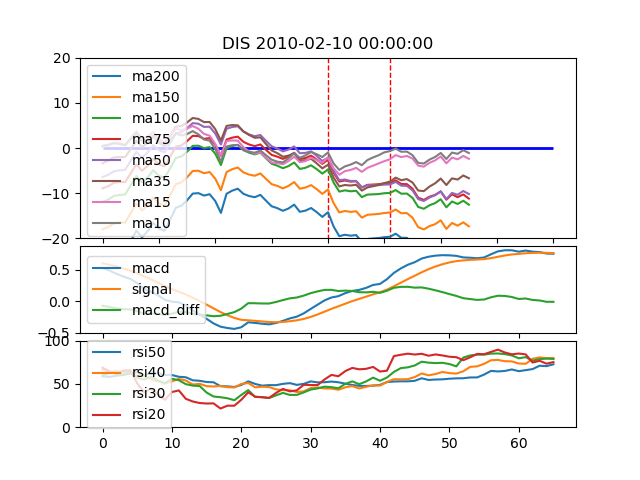 DIS 2010-02-10 00:00:00
20
10
0
−10
−20
ma200
ma150
ma100
ma75
ma50
ma35
ma15
ma10
0.5
0.0
−0.5
macd
signal
macd_diff
100
50
0
rsi50
rsi40
rsi30
rsi20
0 10 20 30 40 50 60